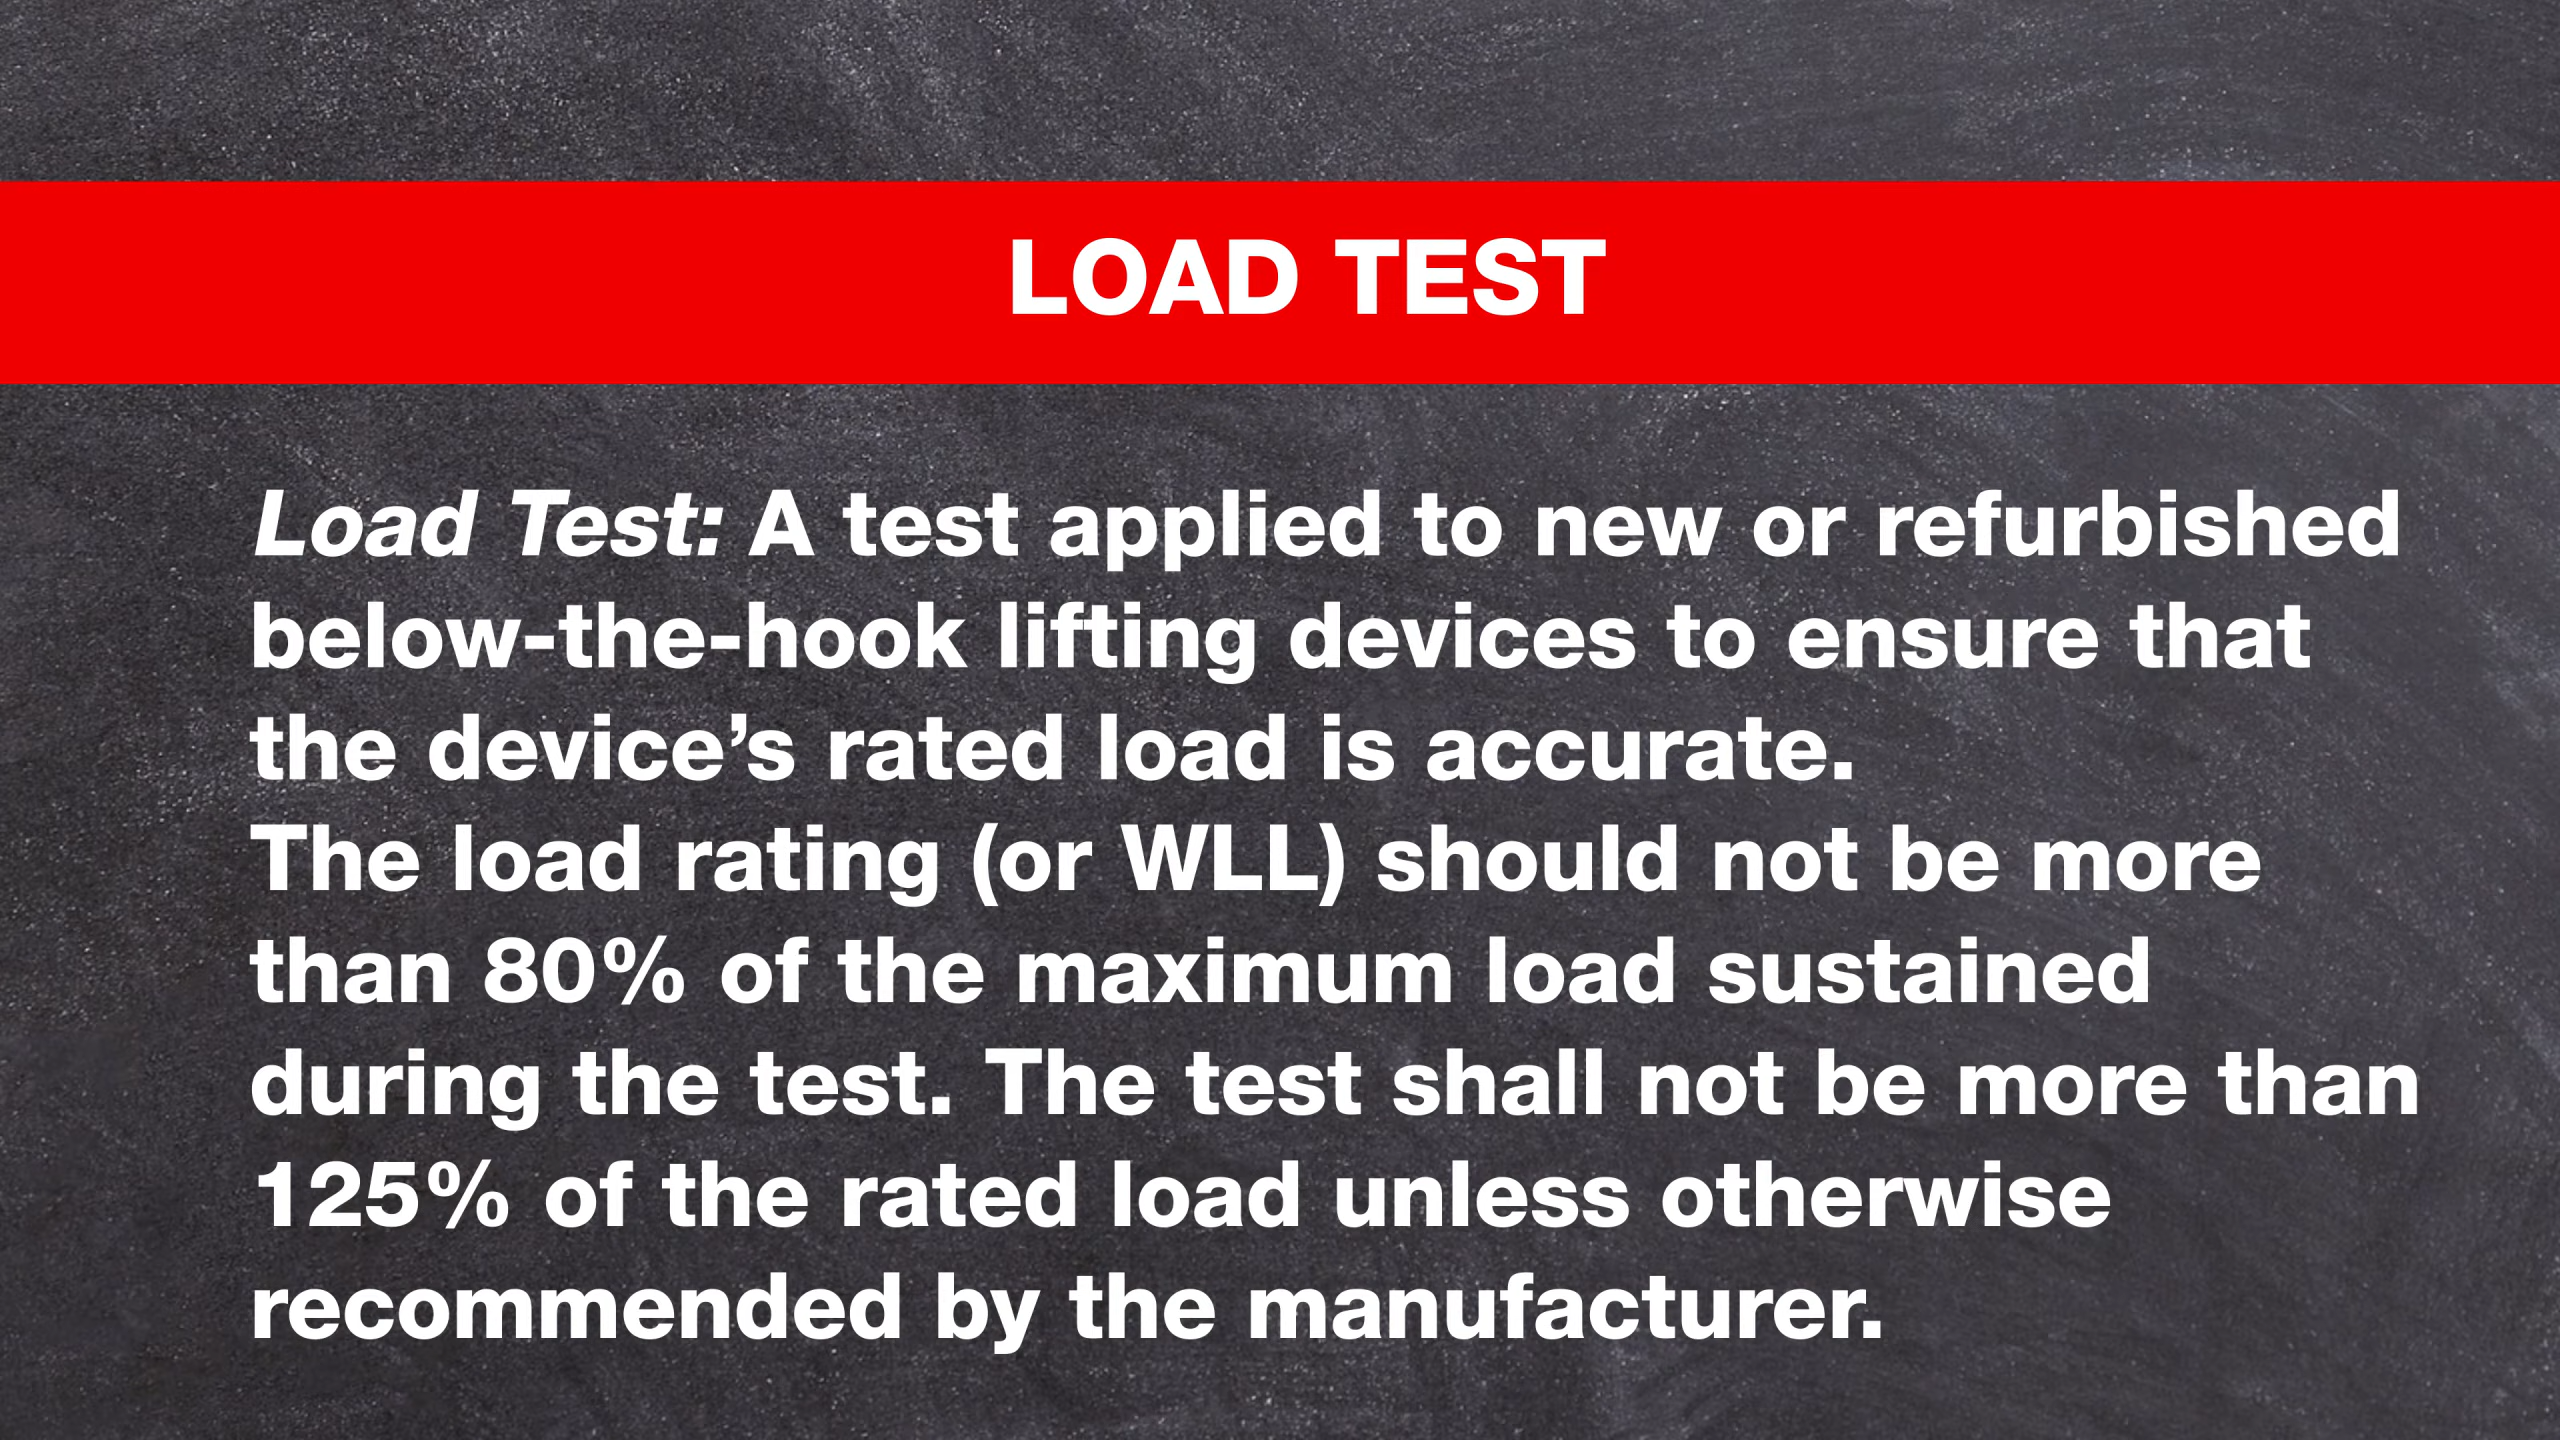 LOAD TEST
Load Test: A test applied to new or refurbished
below-the-hook lifting devices to ensure that
the device’s rated load is accurate.
The load rating (or WLL) should not be more
than 80% of the maximum load sustained
during the test. The test shall not be more than
125% of the rated load unless otherwise
recommended by the manufacturer.